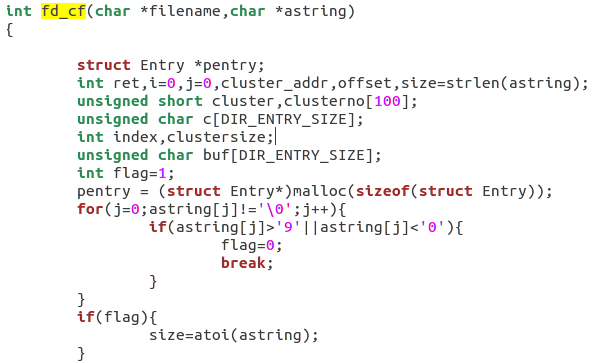 int fd_cf(char *filename,char *astring)
{
struct Entry *pentry;
int ret,i=0,j=0,cluster_addr,offset,size=strlen(astring);
unsigned short cluster,clusterno[100];
unsigned char c[DIR_ENTRY_SIZE];
int index,clustersize;
unsigned char buf[DIR_ENTRY_SIZE];
int flag=1;
pentry = (struct Entry*)malloc(sizeof(struct Entry));
for(j=0;astring[j]!='\0';j++){
if(astring[j]>'9'||astring[j]<'0'){
flag=0;
break;
}
}
if(flag){
size=atoi(astring);
}